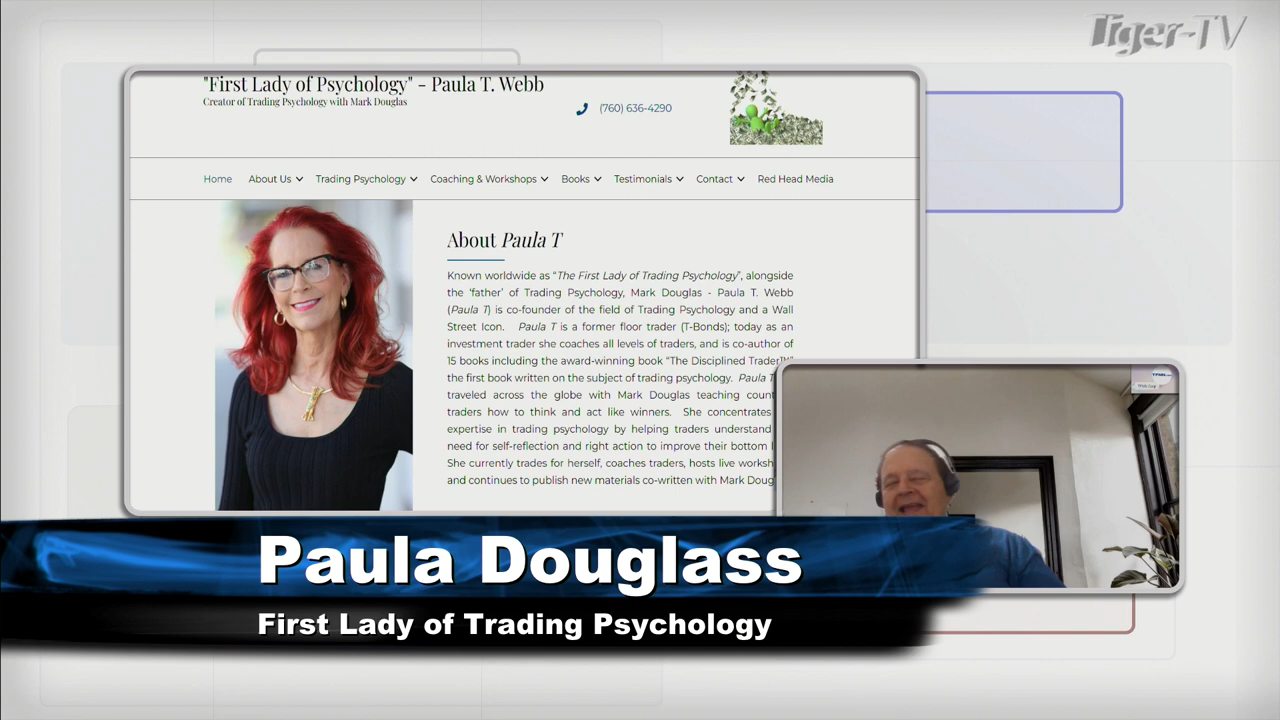 Tiger-TV
"First Lady of Psychology" - Paula T. Webb
Creator of Trading Psychology with Mark Douglas
(760) 636-4290
Home About Us Trading Psychology Coaching & Workshops Books Testimonials Contact Red Head Media
About Paula T
Known worldwide as “The First Lady of Trading Psychology”, alongside
the ‘father’ of Trading Psychology, Mark Douglas - Paula T. Webb
(Paula T) is co-founder of the field of Trading Psychology and a Wall
Street Icon. Paula T is a former floor trader (T-Bonds); today as an
investment trader she coaches all levels of traders, and is co-author of
15 books including the award-winning book “The Disciplined Trader™”
the first book written on the subject of trading psychology. Paula T
traveled across the globe with Mark Douglas teaching
traders how to think and act like winners. She concentrates
expertise in trading psychology by helping traders understand
need for self-reflection and right action to improve their bottom
She currently trades for herself, coaches traders, hosts live
and continues to publish new materials co-written with Mark
Paula Douglass
First Lady of Trading Psychology